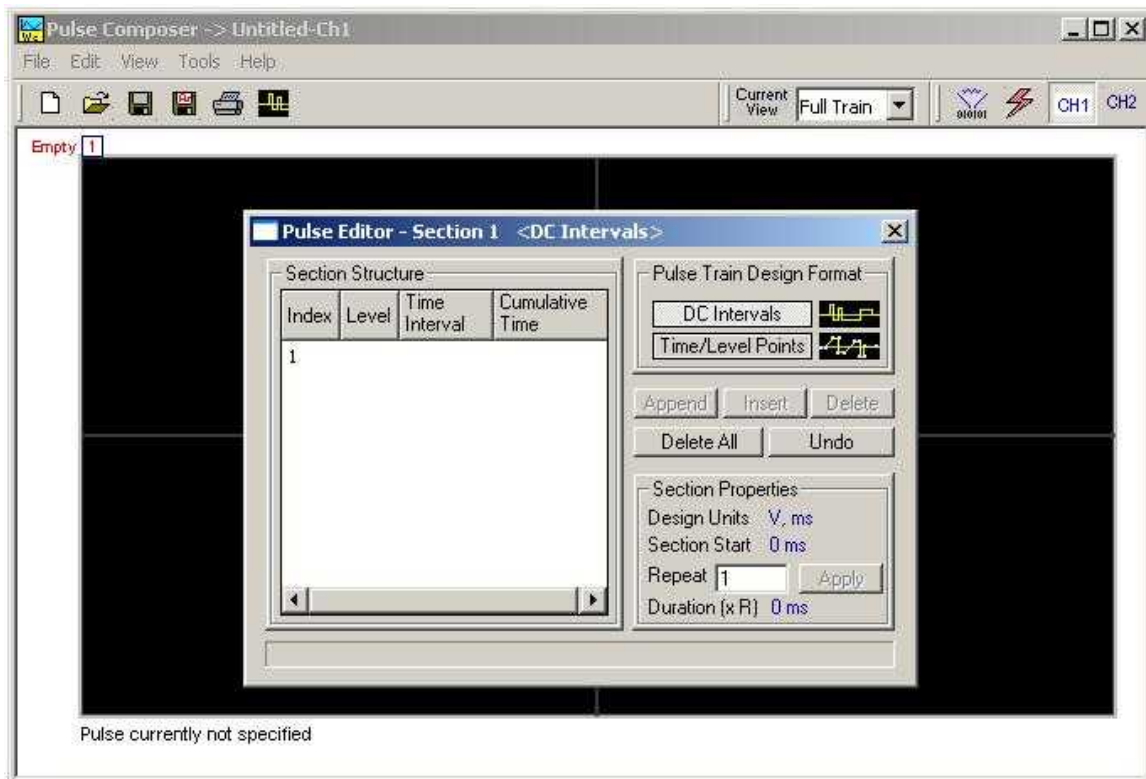 Pulse Composer -> Untitled-Ch1
File Edit View Tools Help
Current View Full Train CH1 CH2
010101
Empty 1
Pulse Editor - Section 1 <DC Intervals>
Section Structure
Index Level Time Interval Cumulative Time
1
Pulse Train Design Format
DC Intervals
Time/Level Points
Append Insert Delete
Delete All Undo
Section Properties
Design Units V, ms
Section Start 0 ms
Repeat 1 Apply
Duration (x R) 0 ms
Pulse currently not specified